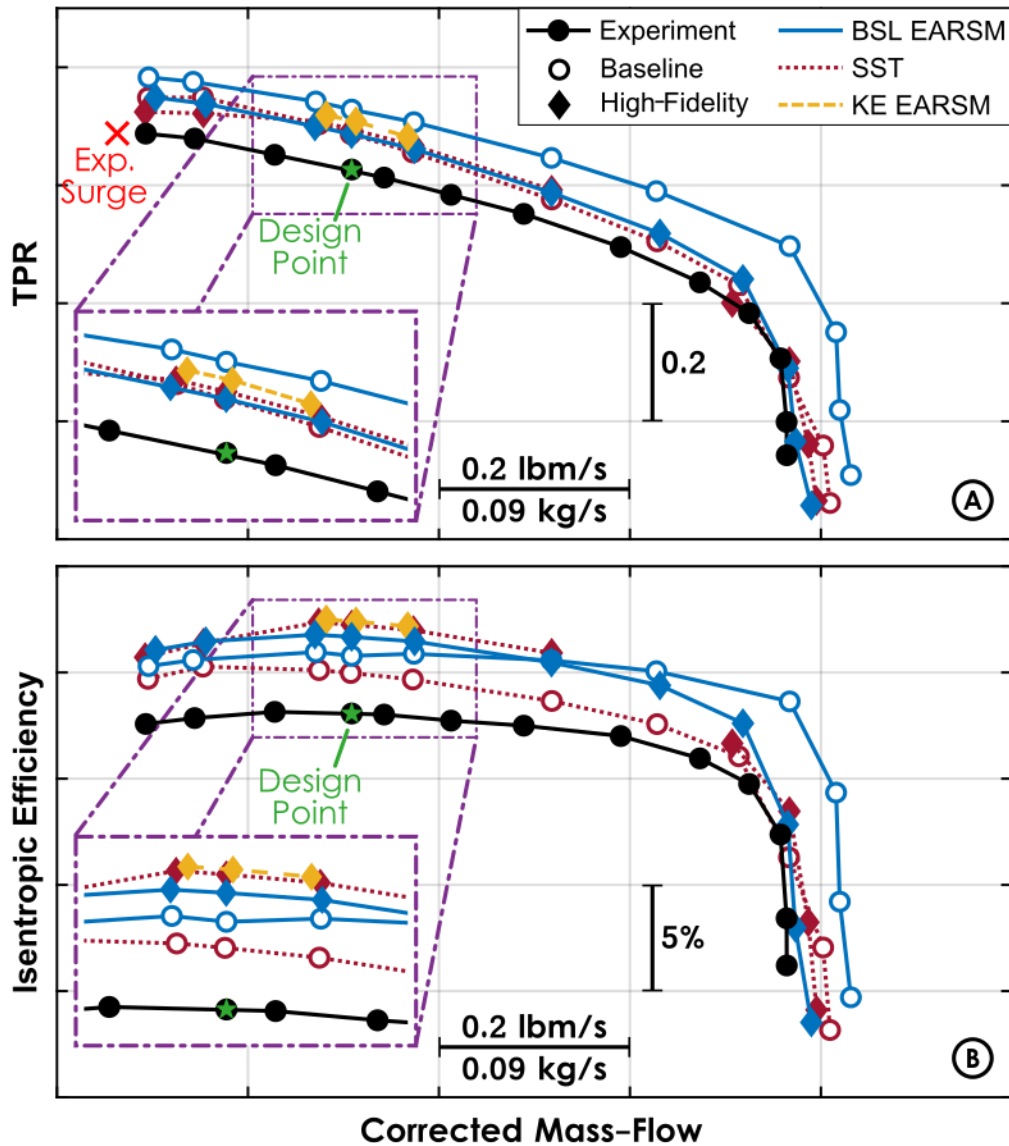 Experiment
BSL EARSM
Baseline
SST
High-Fidelity
KE EARSM
Exp.
Surge
Design
Point
TPR
0.2
0.2 lbm/s
0.09 kg/s
A
Design
Point
Isentropic Efficiency
5%
0.2 lbm/s
0.09 kg/s
B
Corrected Mass-Flow